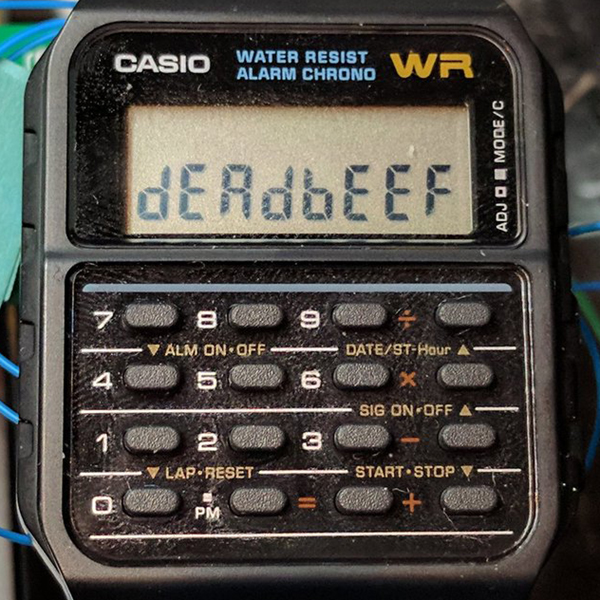 CASIO WATER RESIST WR
ALARM CHRONO
ADJ MODE/C
dEAdbEEF
7 8 9 ÷
▼ ALM ON•OFF DATE/ST-Hour ▲
4 5 6 ×
SIG ON•OFF ▲
1 2 3 −
▼ LAP•RESET START•STOP ▼
0 PM = +